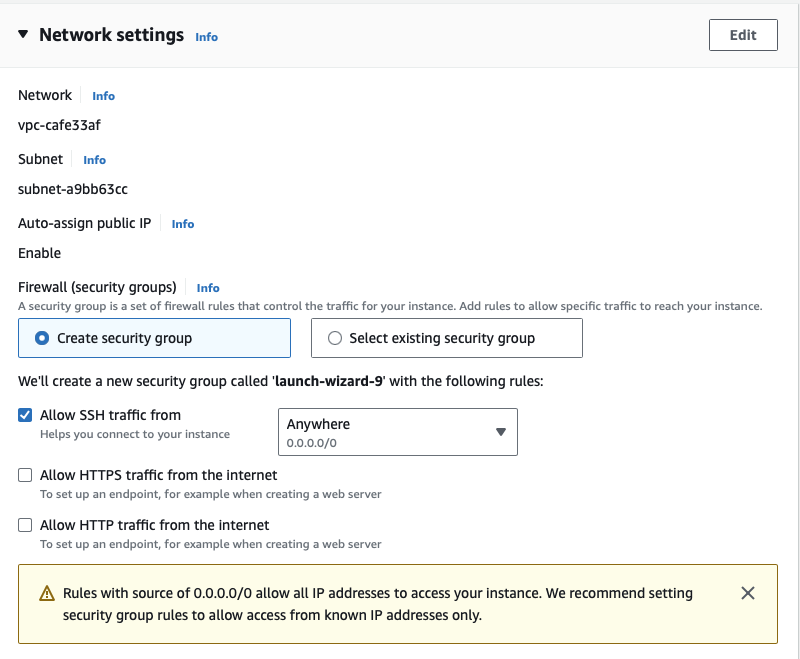 Network settings Info
Edit
Network Info
vpc-cafe33af
Subnet Info
subnet-a9bb63cc
Auto-assign public IP Info
Enable
Firewall (security groups) Info
A security group is a set of firewall rules that control the traffic for your instance. Add rules to allow specific traffic to reach your instance.
Create security group
Select existing security group
We'll create a new security group called 'launch-wizard-9' with the following rules:
Allow SSH traffic from
Helps you connect to your instance
Anywhere
0.0.0.0/0
Allow HTTPS traffic from the internet
To set up an endpoint, for example when creating a web server
Allow HTTP traffic from the internet
To set up an endpoint, for example when creating a web server
Rules with source of 0.0.0.0/0 allow all IP addresses to access your instance. We recommend setting
security group rules to allow access from known IP addresses only.